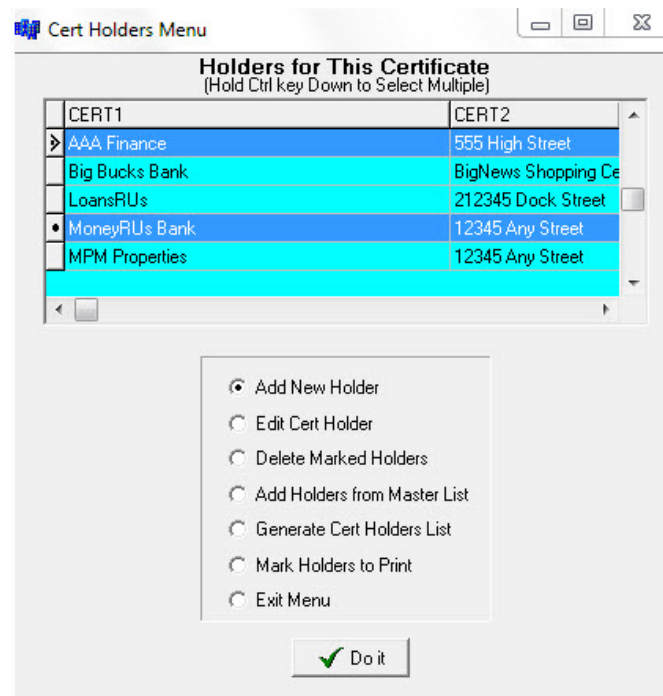 Cert Holders Menu
Holders for This Certificate
(Hold Ctrl key Down to Select Multiple)
CERT1 CERT2
AAA Finance 555 High Street
Big Bucks Bank BigNews Shopping Ce
LoansRUs 212345 Dock Street
MoneyRUs Bank 12345 Any Street
MPM Properties 12345 Any Street
Add New Holder
Edit Cert Holder
Delete Marked Holders
Add Holders from Master List
Generate Cert Holders List
Mark Holders to Print
Exit Menu
Do it